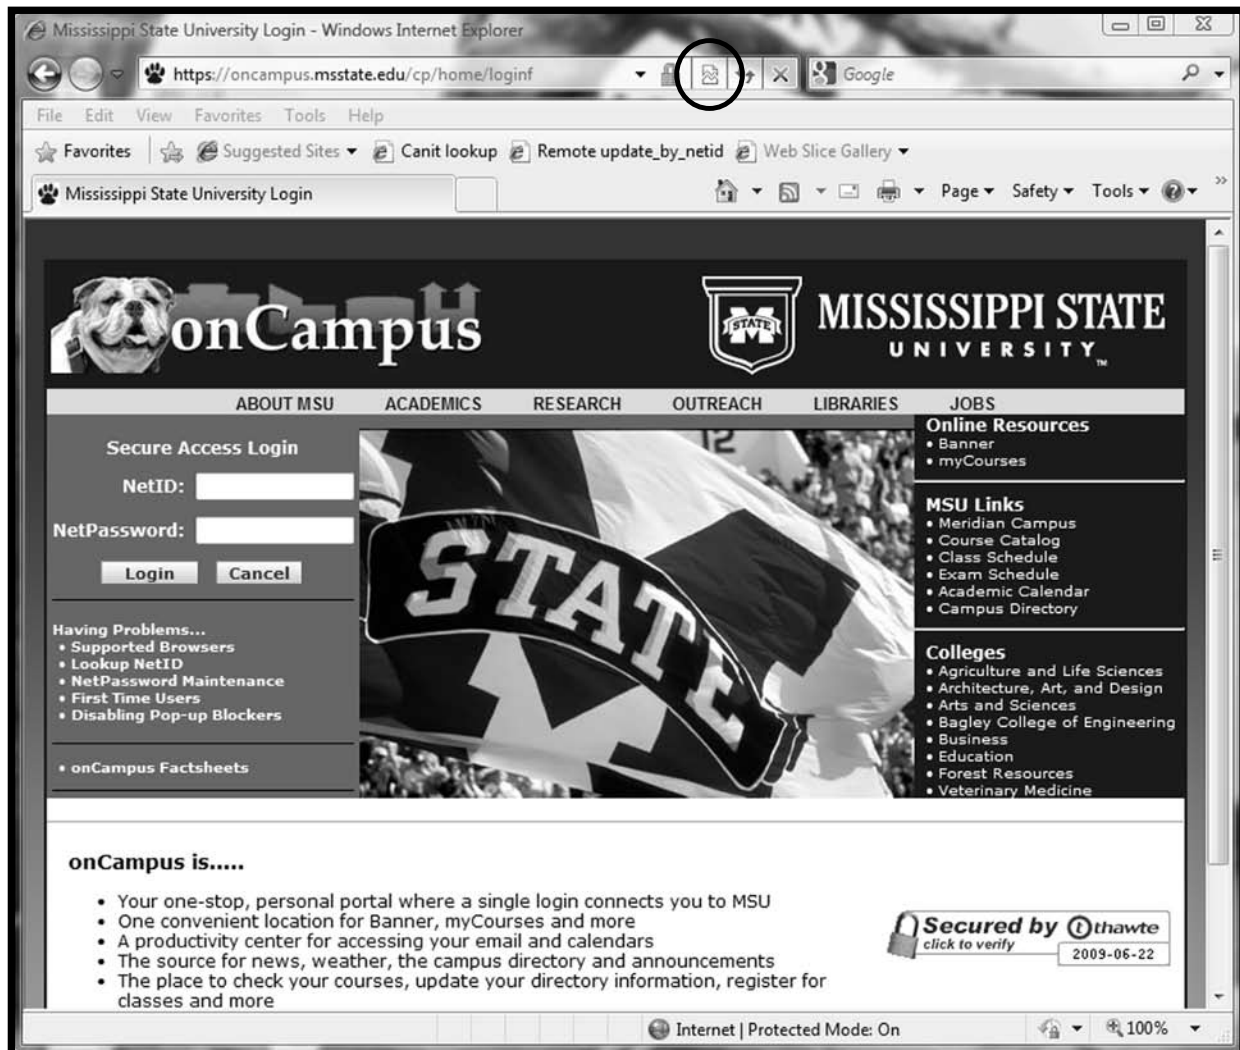 Mississippi State University Login - Windows Internet Explorer
https://oncampus.msstate.edu/cp/home/loginf
Google
File Edit View Favorites Tools Help
Favorites Suggested Sites Canit lookup Remote update_by_netid Web Slice Gallery
Mississippi State University Login
Page Safety Tools
onCampus
STATE
MISSISSIPPI STATE
UNIVERSITY™
ABOUT MSU ACADEMICS RESEARCH OUTREACH LIBRARIES JOBS
Secure Access Login
NetID:
NetPassword:
Login Cancel
Having Problems...
• Supported Browsers
• Lookup NetID
• NetPassword Maintenance
• First Time Users
• Disabling Pop-up Blockers
• onCampus Factsheets
12
STATE
Online Resources
• Banner
• myCourses
MSU Links
• Meridian Campus
• Course Catalog
• Class Schedule
• Exam Schedule
• Academic Calendar
• Campus Directory
Colleges
• Agriculture and Life Sciences
• Architecture, Art, and Design
• Arts and Sciences
• Bagley College of Engineering
• Business
• Education
• Forest Resources
• Veterinary Medicine
onCampus is.....
• Your one-stop, personal portal where a single login connects you to MSU
• One convenient location for Banner, myCourses and more
• A productivity center for accessing your email and calendars
• The source for news, weather, the campus directory and announcements
• The place to check your courses, update your directory information, register for
classes and more
Secured by thawte
click to verify
2009-06-22
Internet | Protected Mode: On
100%